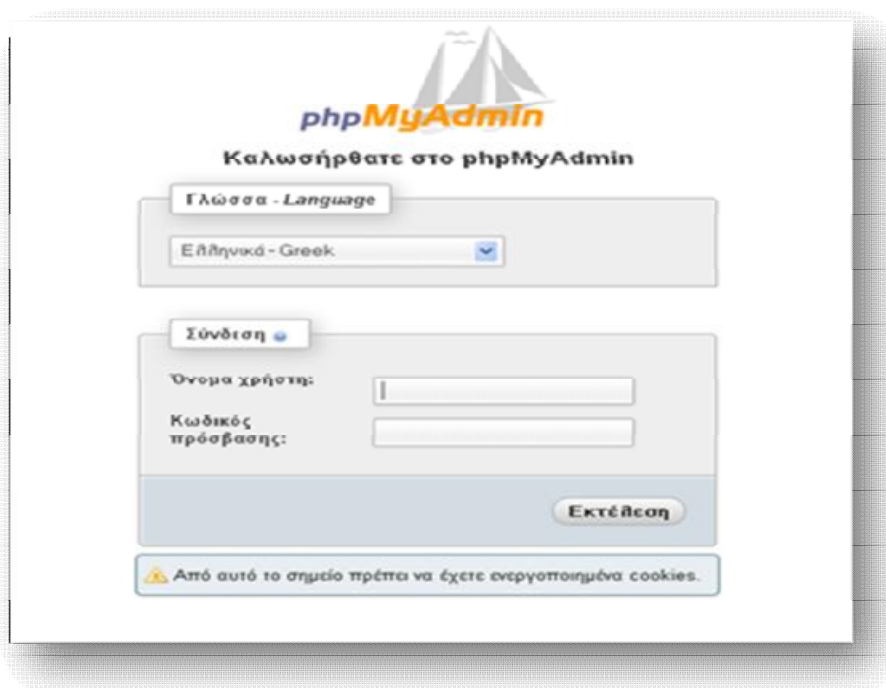 phpMyAdmin
Καλωσήρθατε στο phpMyAdmin
Γλώσσα - Language
Ελληνικά - Greek
Σύνδεση
Όνομα χρήστη:
Κωδικός
πρόσβασης:
Εκτέλεση
Από αυτό το σημείο πρέπει να έχετε ενεργοποιημένα cookies.